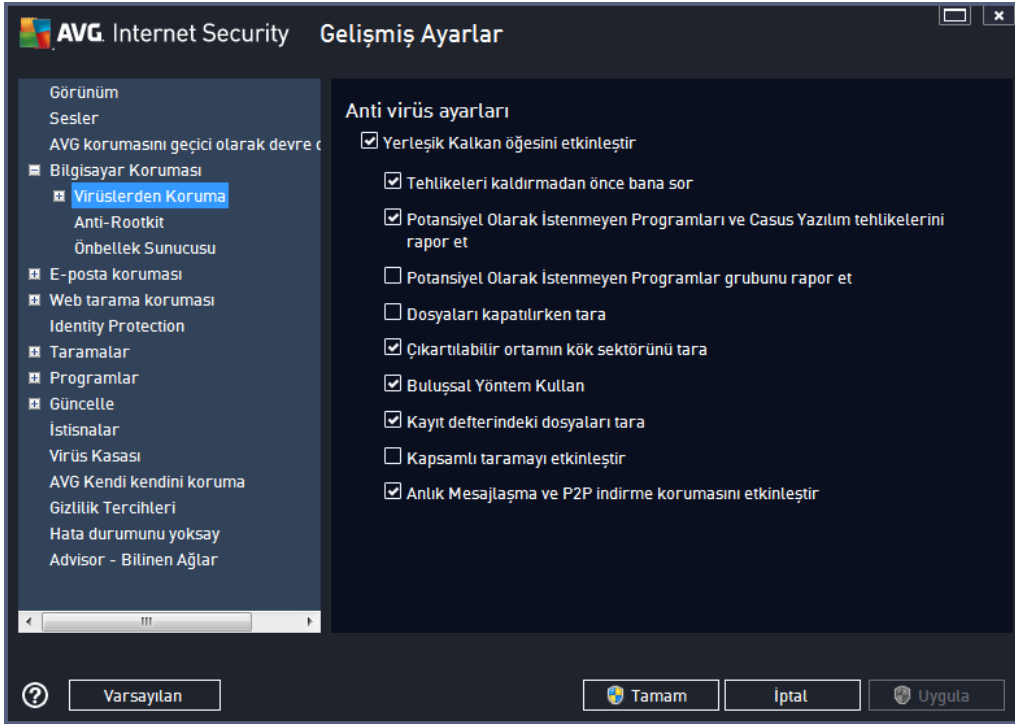 AVG. Internet Security Gelişmiş Ayarlar
Görünüm
Sesler
AVG korumasını geçici olarak devre d
Bilgisayar Koruması
Virüslerden Koruma
Anti-Rootkit
Önbellek Sunucusu
E-posta koruması
Web tarama koruması
Identity Protection
Taramalar
Programlar
Güncelle
İstisnalar
Virüs Kasası
AVG Kendi kendini koruma
Gizlilik Tercihleri
Hata durumunu yoksay
Advisor - Bilinen Ağlar
Anti virüs ayarları
Yerleşik Kalkan öğesini etkinleştir
Tehlikeleri kaldırmadan önce bana sor
Potansiyel Olarak İstenmeyen Programları ve Casus Yazılım tehlikelerini
rapor et
Potansiyel Olarak İstenmeyen Programlar grubunu rapor et
Dosyaları kapatılırken tara
Çıkartılabilir ortamın kök sektörünü tara
Buluşsal Yöntem Kullan
Kayıt defterindeki dosyaları tara
Kapsamlı taramayı etkinleştir
Anlık Mesajlaşma ve P2P indirme korumasını etkinleştir
Varsayılan
Tamam
İptal
Uygula